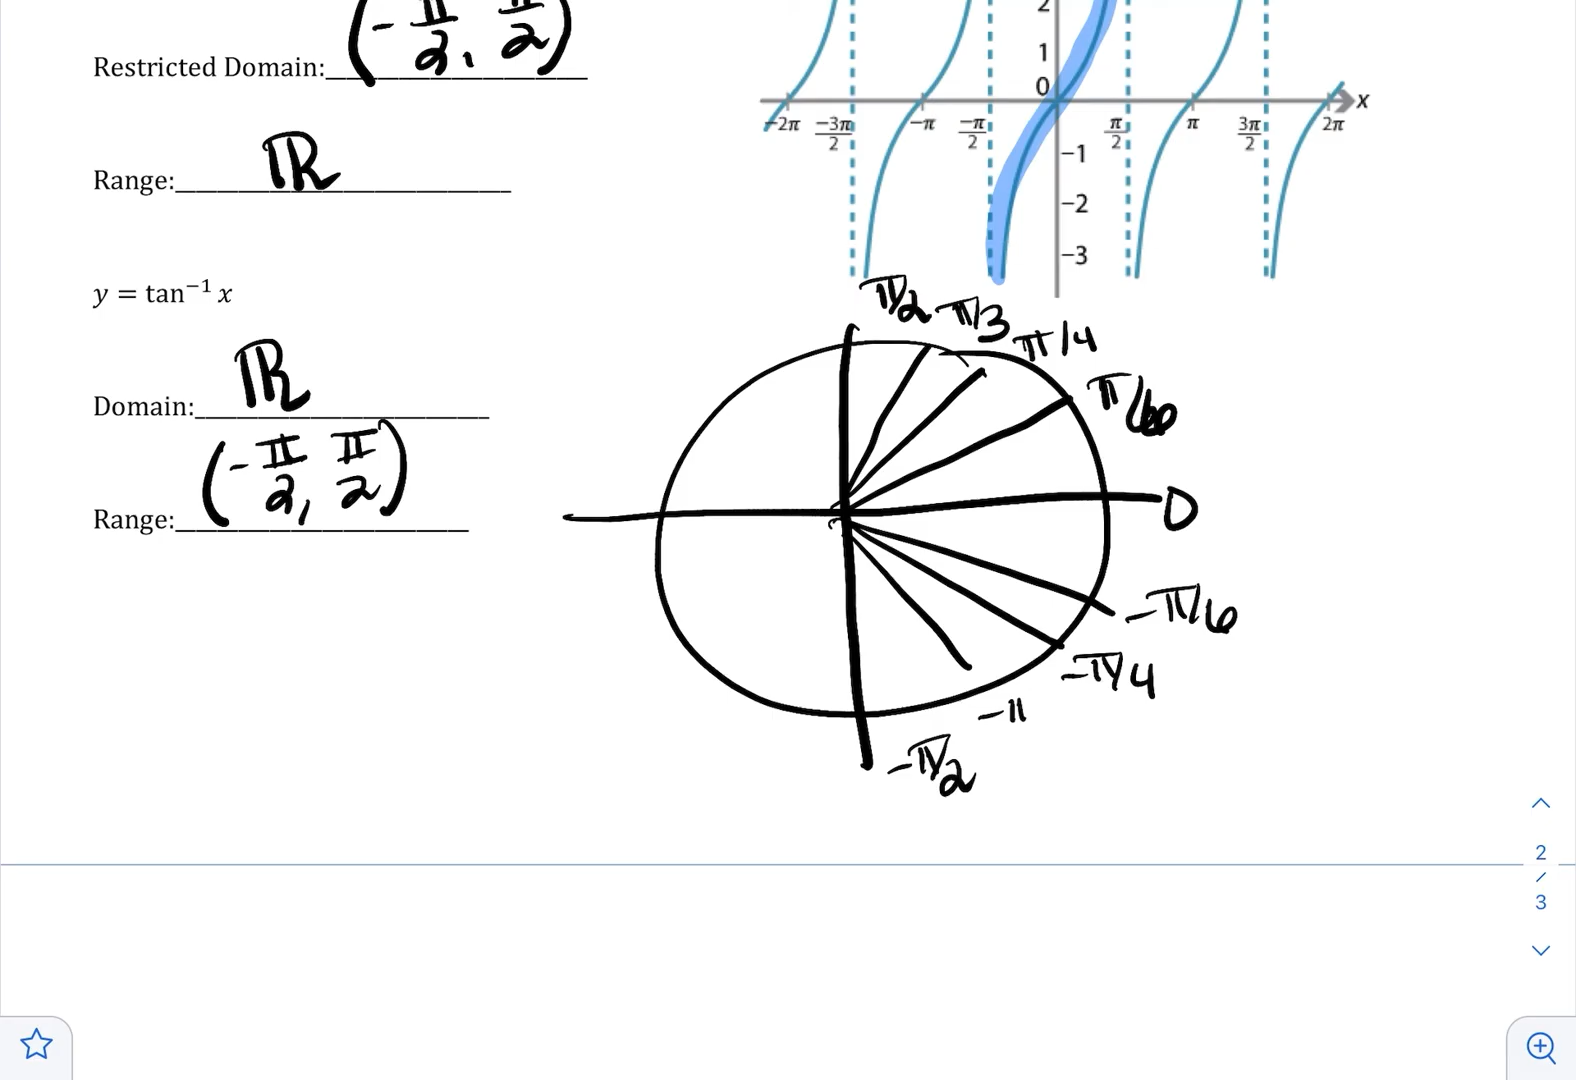 Restricted Domain: (-π/2, π/2)
Range: ℝ
y = tan⁻¹ x
Domain: ℝ
Range: (-π/2, π/2)
2
1
0
-2π -3π/2 -π -π/2 π/2 π 3π/2 2π x
-1
-2
-3
π/2 π/3 π/4
π/6
0
-π/6
-π/4
-π
-π/2
2
/
3